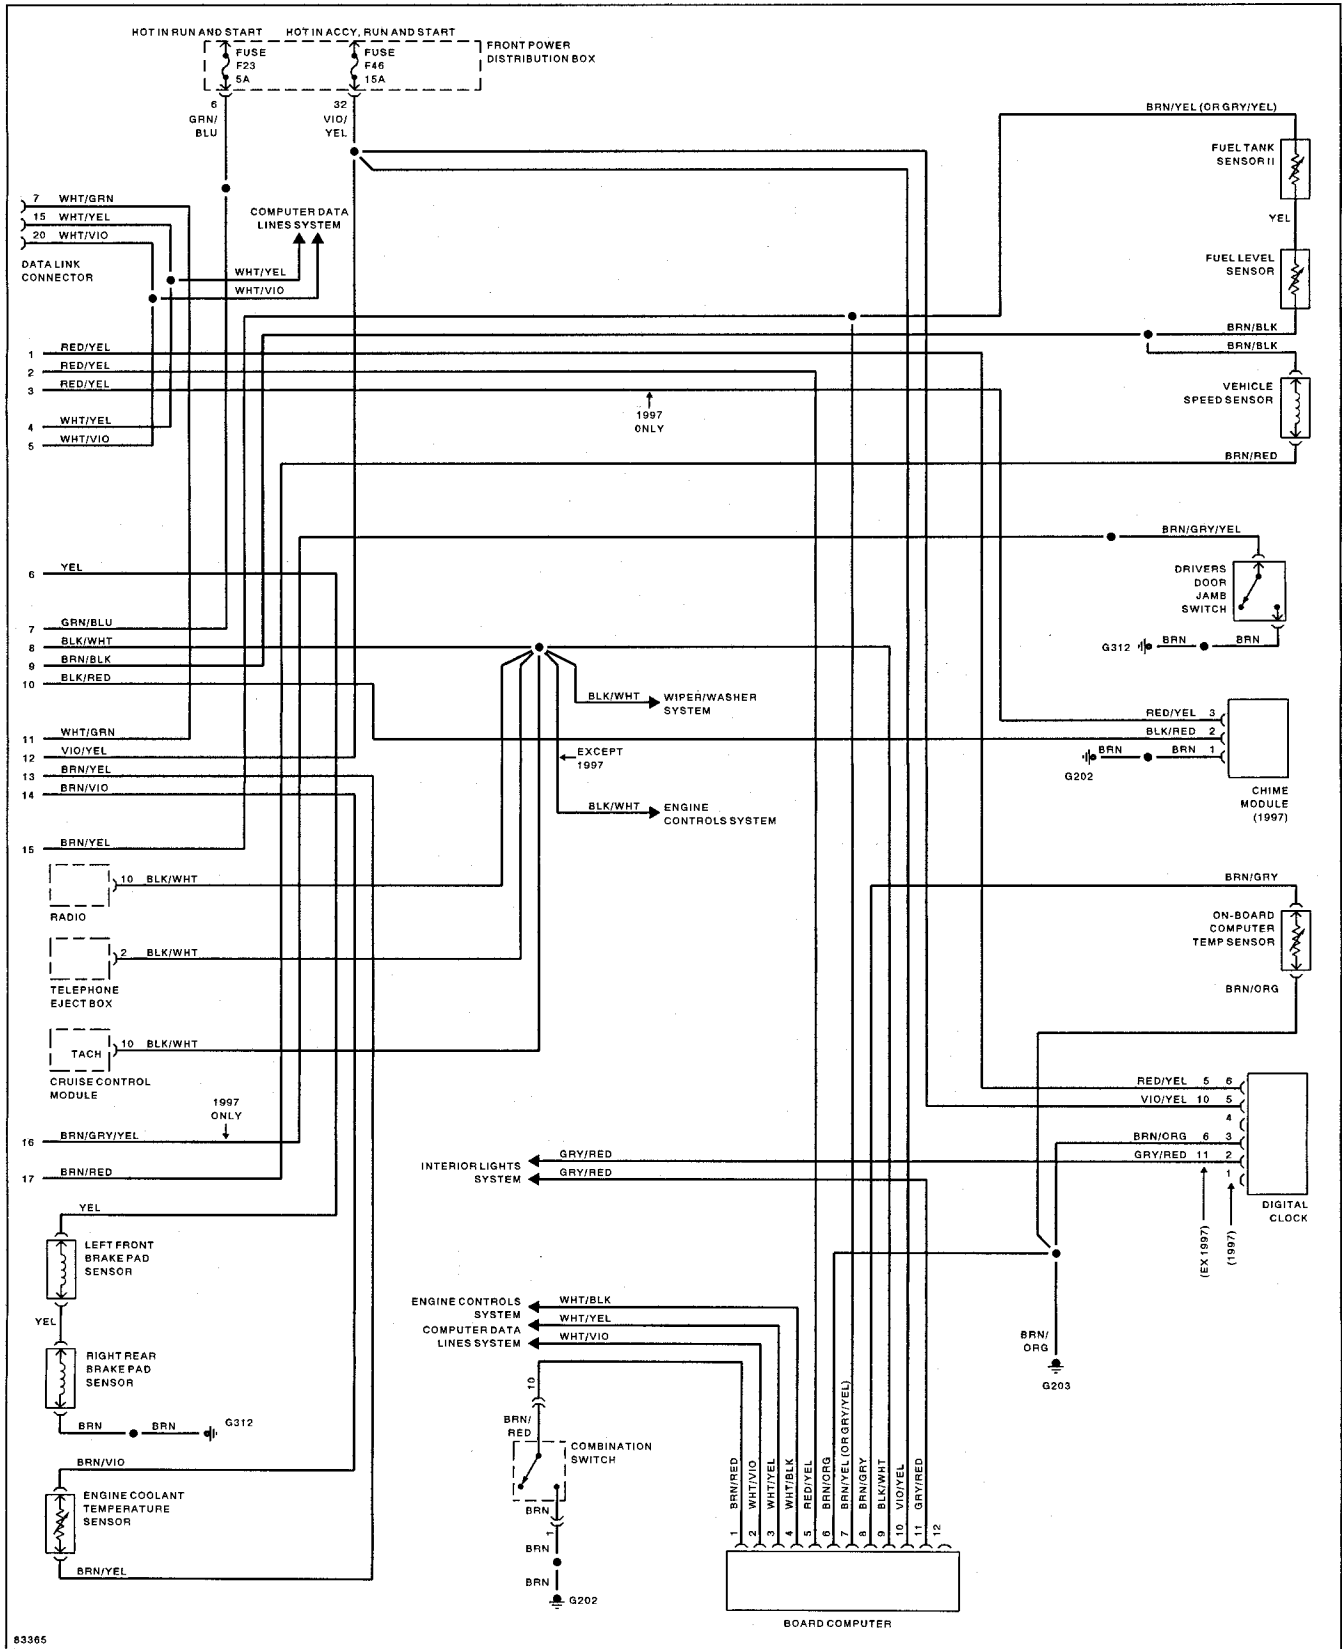 HOT IN RUN AND START
HOT IN ACCY, RUN AND START
FUSE
F23
5A
FUSE
F46
15A
FRONT POWER
DISTRIBUTION BOX
6
GRN/
BLU
32
VIO/
YEL
BRN/YEL (OR GRY/YEL)
FUEL TANK
SENSOR II
YEL
FUEL LEVEL
SENSOR
BRN/BLK
BRN/BLK
VEHICLE
SPEED SENSOR
BRN/RED
7 WHT/GRN
15 WHT/YEL
20 WHT/VIO
DATA LINK
CONNECTOR
COMPUTER DATA
LINES SYSTEM
WHT/YEL
WHT/VIO
1 RED/YEL
2 RED/YEL
3 RED/YEL
1997
ONLY
4 WHT/YEL
5 WHT/VIO
BRN/GRY/YEL
DRIVERS
DOOR
JAMB
SWITCH
G312 BRN BRN
6 YEL
7 GRN/BLU
8 BLK/WHT
9 BRN/BLK
10 BLK/RED
11 WHT/GRN
12 VIO/YEL
13 BRN/YEL
14 BRN/VIO
15 BRN/YEL
BLK/WHT WIPER/WASHER
SYSTEM
EXCEPT
1997
BLK/WHT ENGINE
CONTROLS SYSTEM
RED/YEL 3
BLK/RED 2
BRN BRN 1
G202
CHIME
MODULE
(1997)
10 BLK/WHT
RADIO
2 BLK/WHT
TELEPHONE
EJECT BOX
TACH 10 BLK/WHT
CRUISE CONTROL
MODULE
1997
ONLY
16 BRN/GRY/YEL
17 BRN/RED
BRN/GRY
ON-BOARD
COMPUTER
TEMP SENSOR
BRN/ORG
RED/YEL 5 6
VIO/YEL 10 5
4
BRN/ORG 6 3
GRY/RED 11 2
1
DIGITAL
CLOCK
(EX 1997)
(1997)
INTERIOR LIGHTS
SYSTEM
GRY/RED
GRY/RED
YEL
LEFT FRONT
BRAKE PAD
SENSOR
YEL
RIGHT REAR
BRAKE PAD
SENSOR
BRN BRN G312
BRN/VIO
ENGINE COOLANT
TEMPERATURE
SENSOR
BRN/YEL
ENGINE CONTROLS
SYSTEM
COMPUTER DATA
LINES SYSTEM
WHT/BLK
WHT/YEL
WHT/VIO
BRN/
ORG
G203
10
BRN/
RED
COMBINATION
SWITCH
BRN
1
BRN
BRN
G202
1 BRN/RED
2 WHT/VIO
3 WHT/YEL
4 WHT/BLK
5 RED/YEL
6 BRN/ORG
7 BRN/YEL (OR GRY/YEL)
8 BRN/GRY
9 BLK/WHT
10 VIO/YEL
11 GRY/RED
12
BOARD COMPUTER
83365